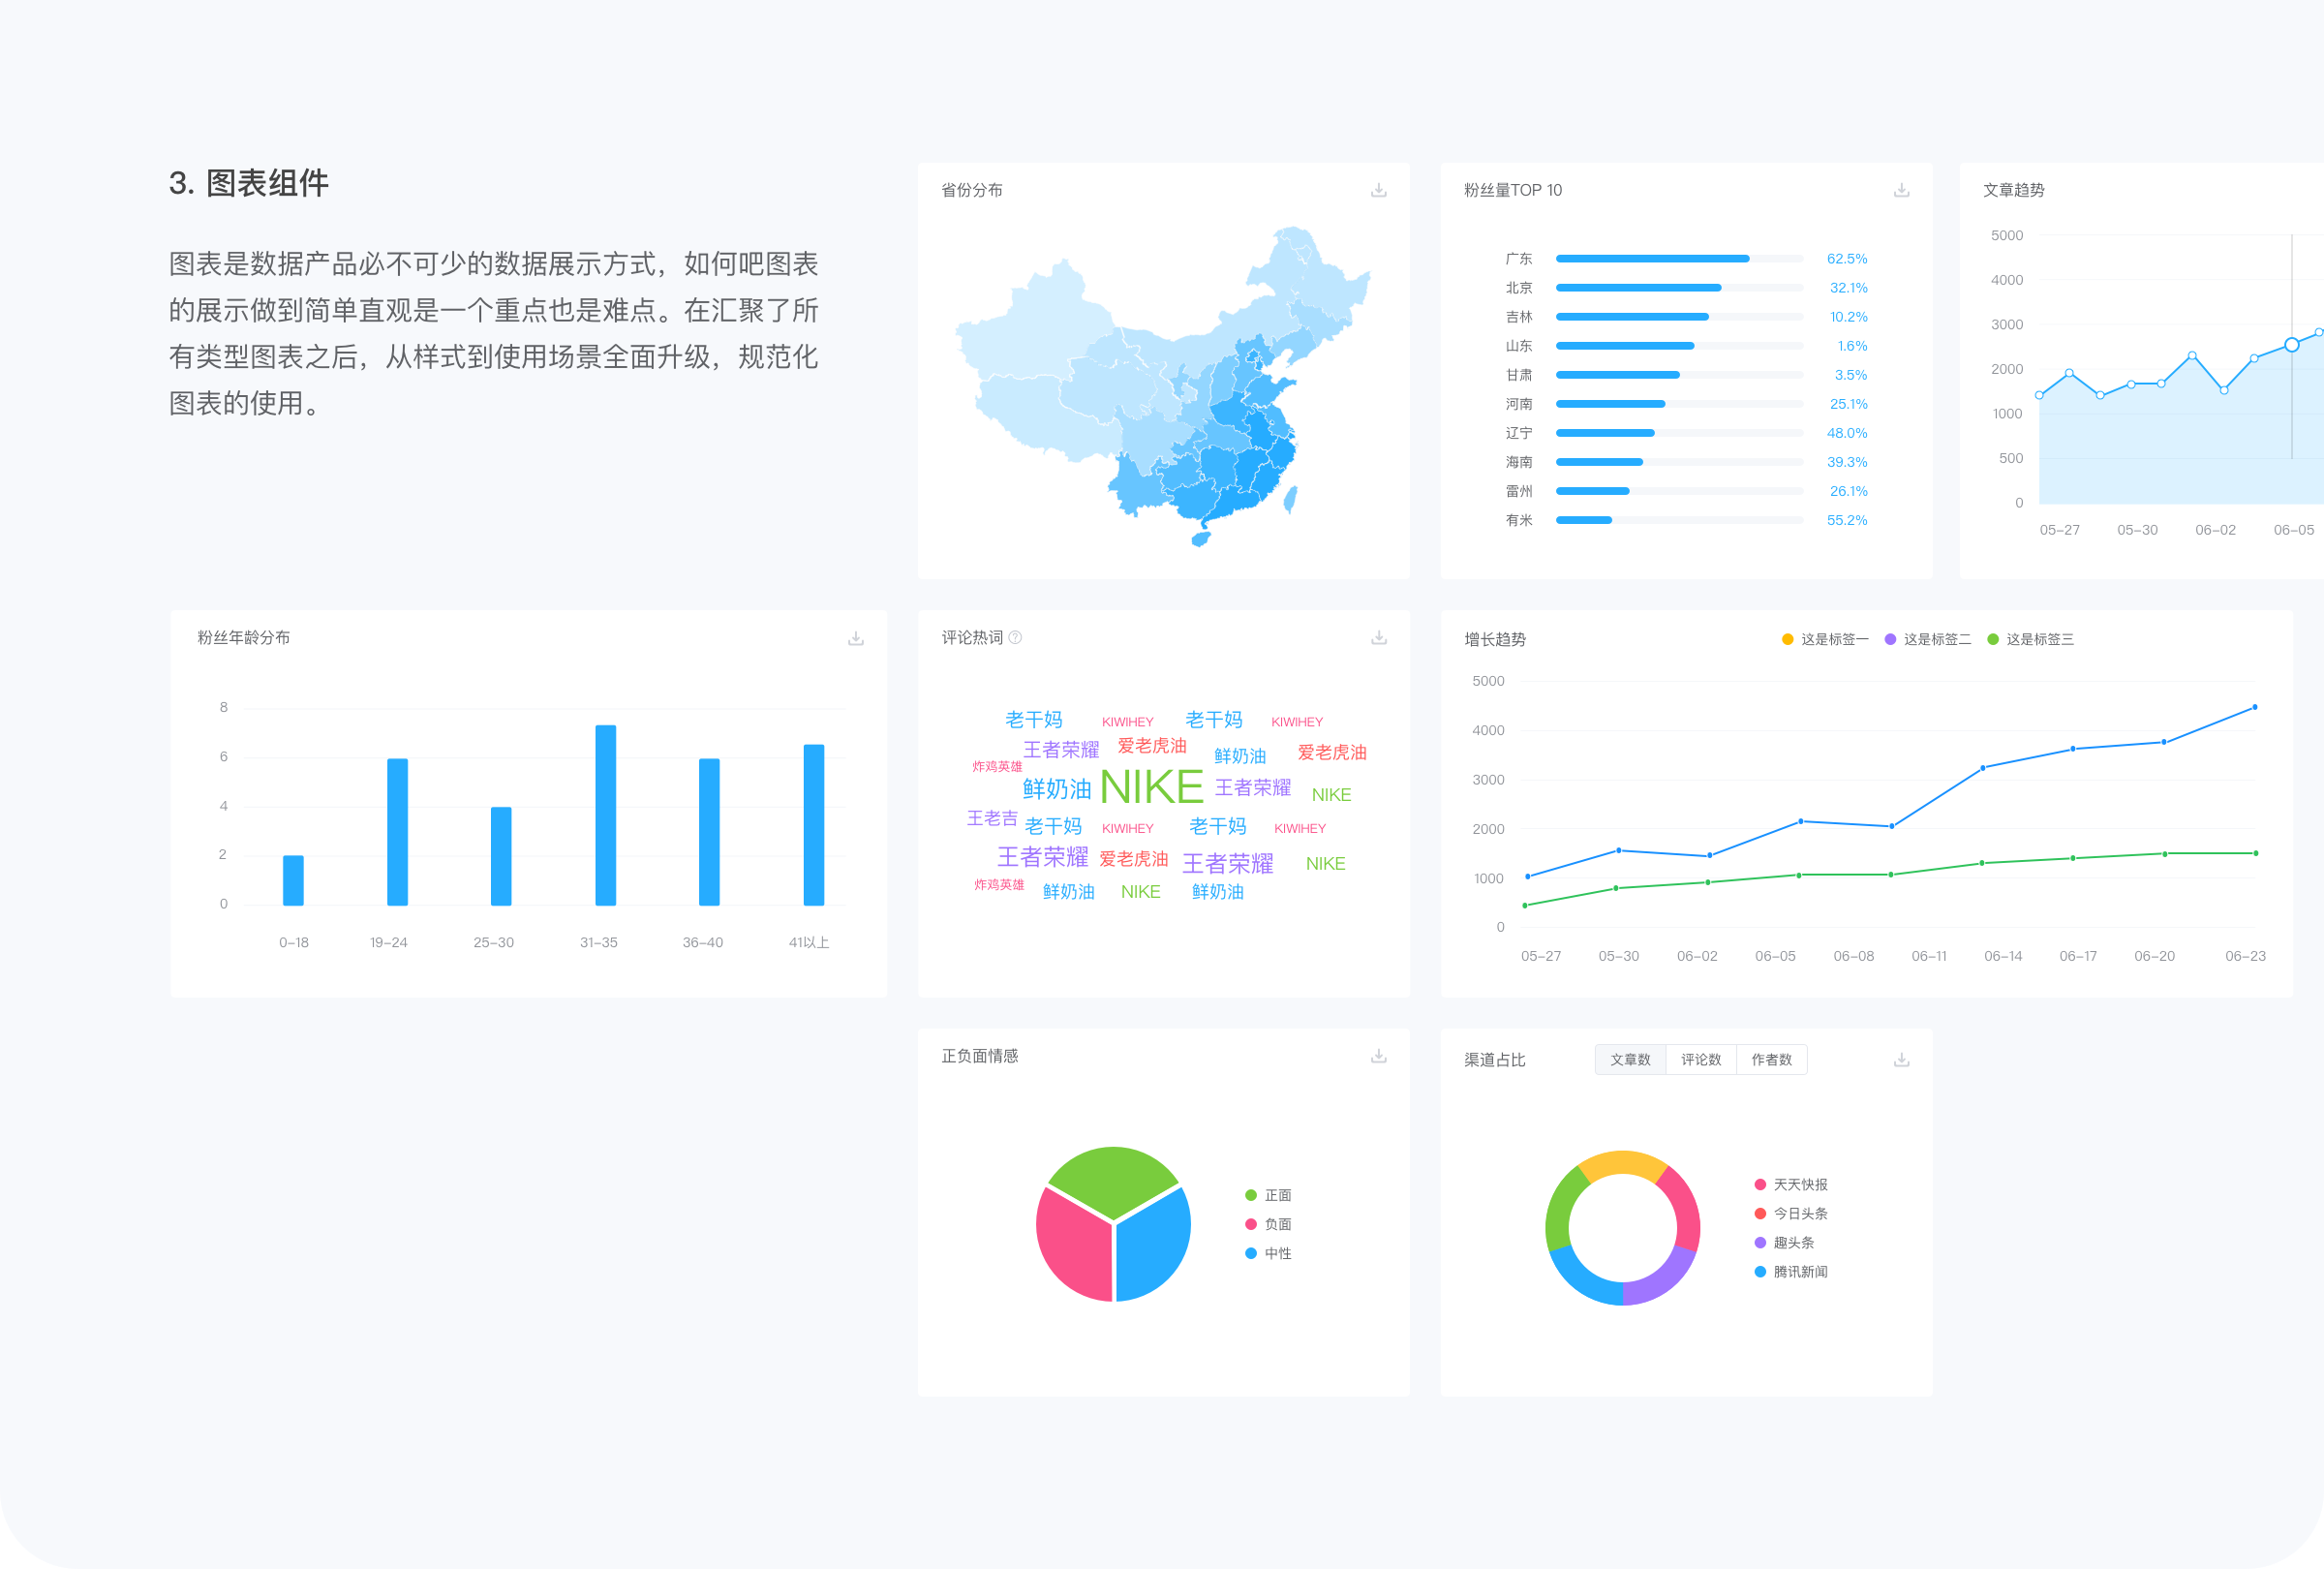 3. 图表组件
图表是数据产品必不可少的数据展示方式，如何吧图表
的展示做到简单直观是一个重点也是难点。在汇聚了所
有类型图表之后，从样式到使用场景全面升级，规范化
图表的使用。
省份分布
粉丝量TOP 10
广东 62.5%
北京 32.1%
吉林 10.2%
山东 1.6%
甘肃 3.5%
河南 25.1%
辽宁 48.0%
海南 39.3%
雷州 26.1%
有米 55.2%
文章趋势
5000
4000
3000
2000
1000
500
0
05-27 05-30 06-02 06-05
粉丝年龄分布
8
6
4
2
0
0-18 19-24 25-30 31-35 36-40 41以上
评论热词
老干妈 KIWIHEY 老干妈 KIWIHEY
王者荣耀 爱老虎油 鲜奶油 爱老虎油
炸鸡英雄
鲜奶油 NIKE 王者荣耀 NIKE
王老吉 老干妈 KIWIHEY 老干妈 KIWIHEY
王者荣耀 爱老虎油 王者荣耀 NIKE
炸鸡英雄 鲜奶油 NIKE 鲜奶油
增长趋势 这是标签一 这是标签二 这是标签三
5000
4000
3000
2000
1000
0
05-27 05-30 06-02 06-05 06-08 06-11 06-14 06-17 06-20 06-23
正负面情感
正面
负面
中性
渠道占比 文章数 评论数 作者数
天天快报
今日头条
趣头条
腾讯新闻